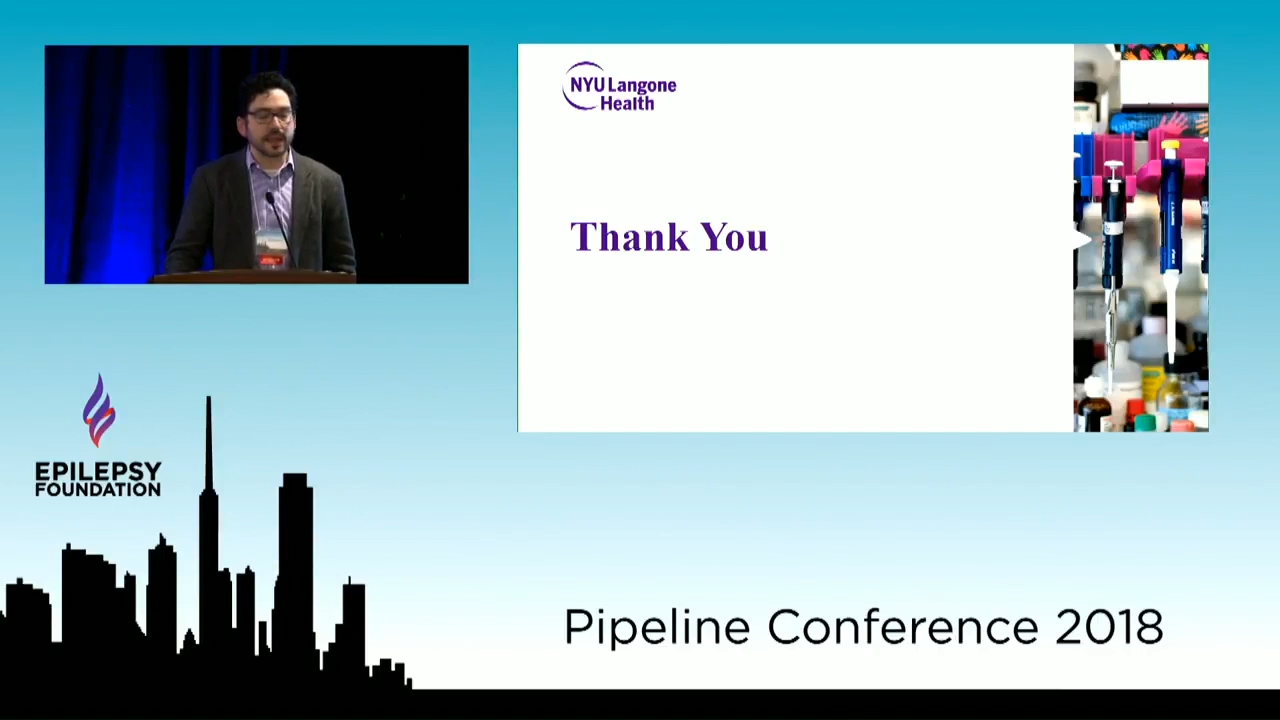 NYU Langone
Health
Thank You
EPILEPSY
FOUNDATION
Pipeline Conference 2018